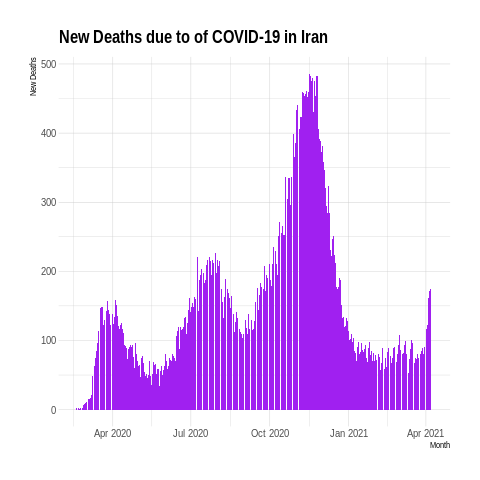 New Deaths due to of COVID-19 in Iran
New Deaths
500
400
300
200
100
0
Apr 2020 Jul 2020 Oct 2020 Jan 2021 Apr 2021
Month